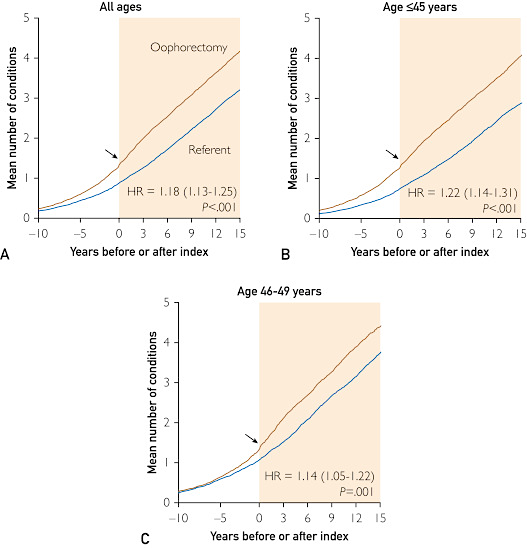 All ages
Mean number of conditions
5
4
3
2
1
0
Oophorectomy
Referent
HR = 1.18 (1.13-1.25)
P<.001
−10 −5 0 3 6 9 12 15
Years before or after index
A
Age ≤45 years
Mean number of conditions
5
4
3
2
1
0
HR = 1.22 (1.14-1.31)
P<.001
−10 −5 0 3 6 9 12 15
Years before or after index
B
Age 46-49 years
Mean number of conditions
5
4
3
2
1
0
HR = 1.14 (1.05-1.22)
P=.001
−10 −5 0 3 6 9 12 15
Years before or after index
C